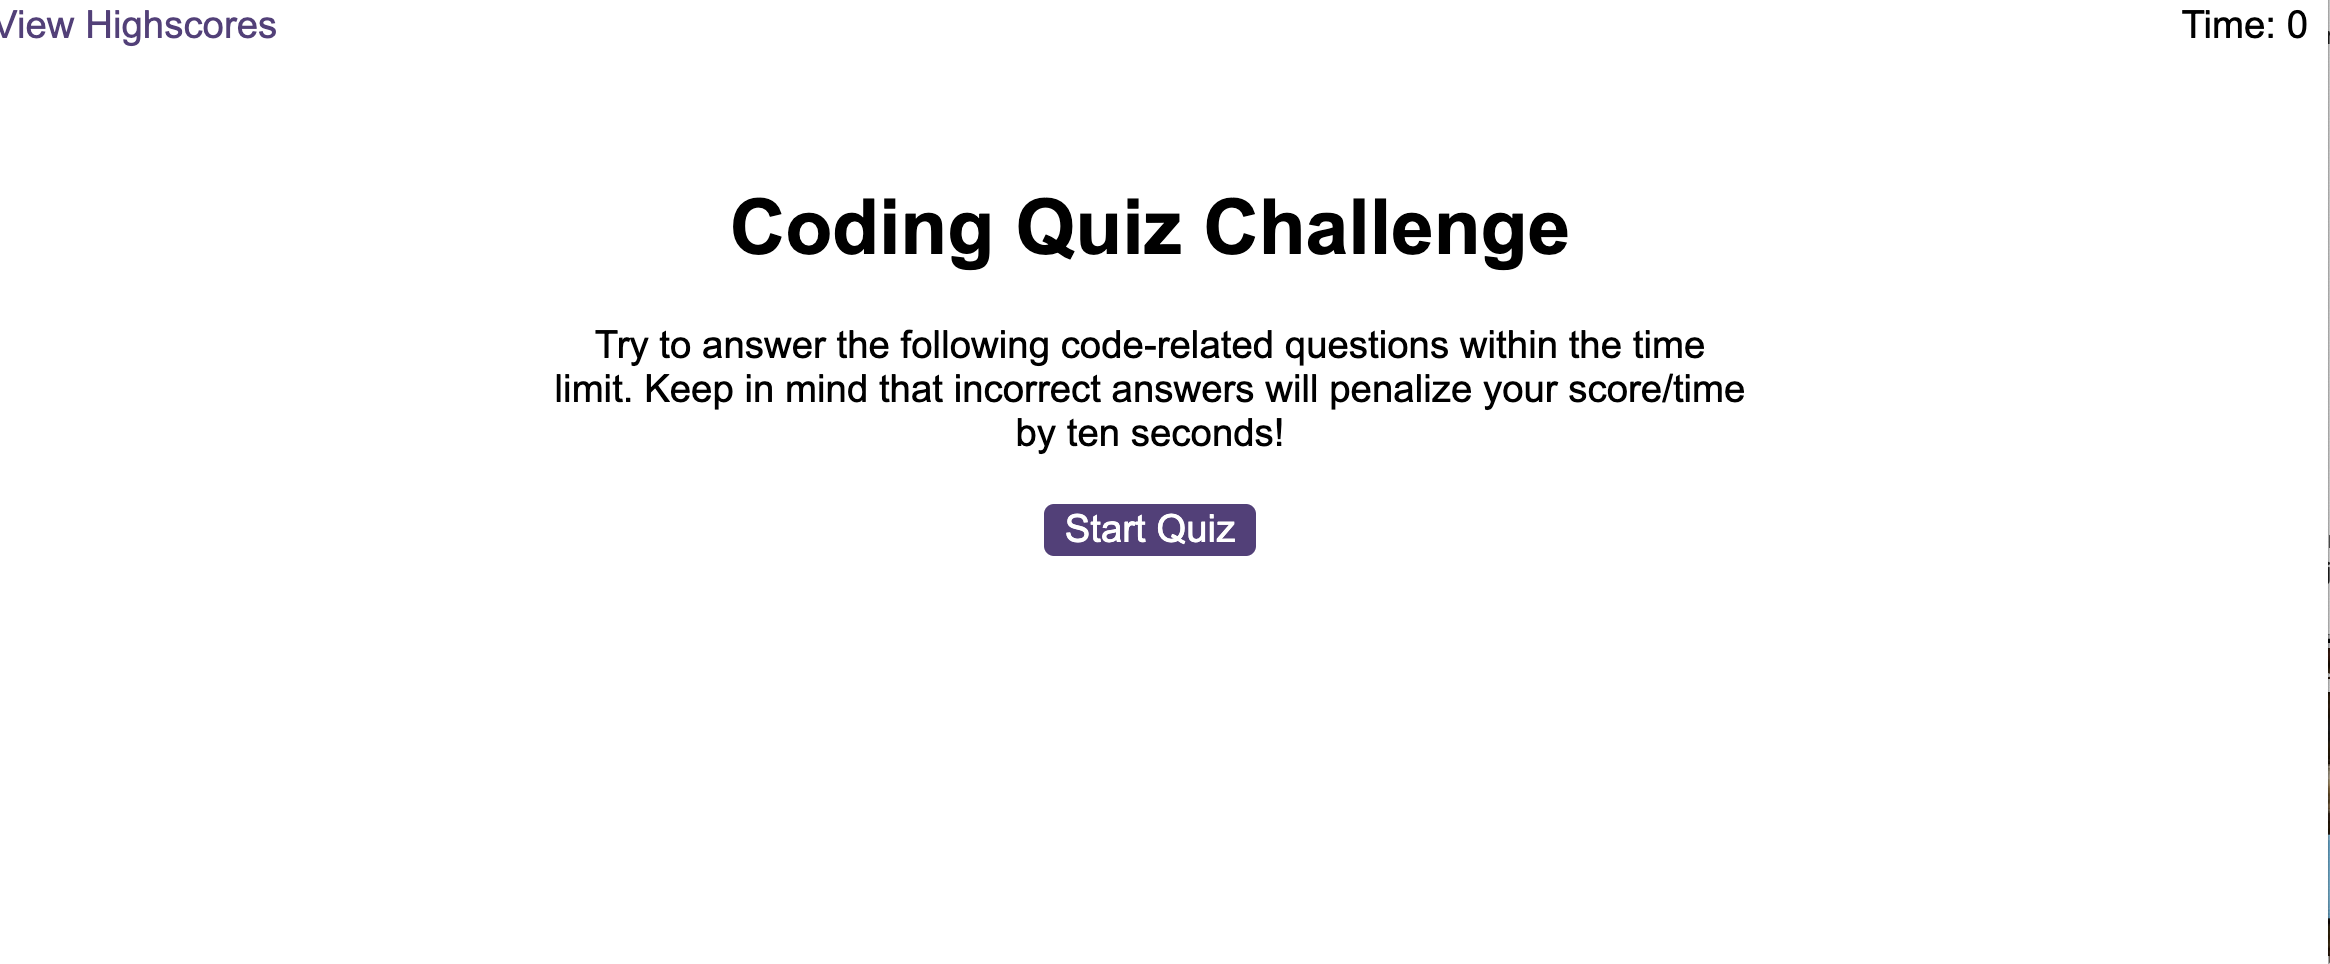 View Highscores
Time: 0
Coding Quiz Challenge
Try to answer the following code-related questions within the time
limit. Keep in mind that incorrect answers will penalize your score/time
by ten seconds!
Start Quiz